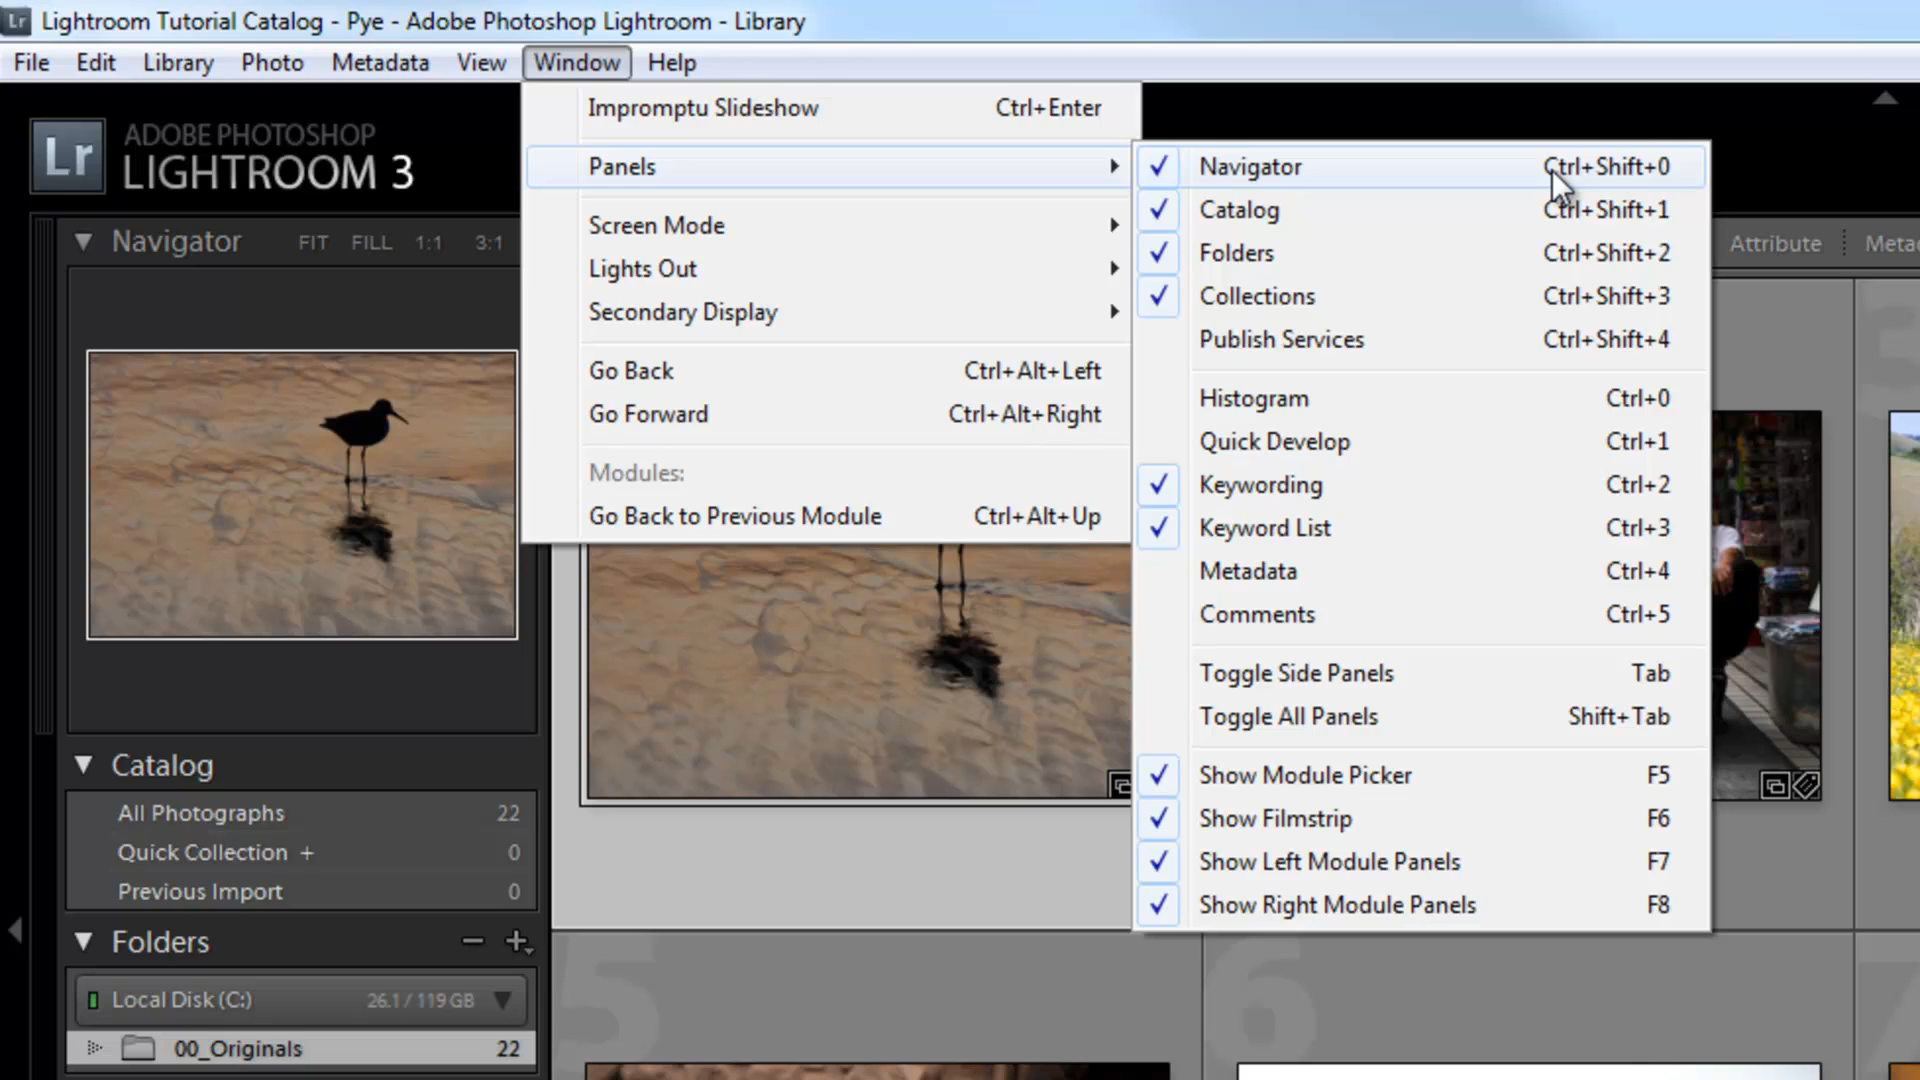 Lr Lightroom Tutorial Catalog - Pye - Adobe Photoshop Lightroom - Library
File Edit Library Photo Metadata View Window Help
Lr ADOBE PHOTOSHOP
LIGHTROOM 3
Navigator FIT FILL 1:1 3:1
Catalog
All Photographs 22
Quick Collection + 0
Previous Import 0
Folders − +
Local Disk (C:) 26.1 / 119 GB
00_Originals 22
Impromptu Slideshow Ctrl+Enter
Panels
Screen Mode
Lights Out
Secondary Display
Go Back Ctrl+Alt+Left
Go Forward Ctrl+Alt+Right
Modules:
Go Back to Previous Module Ctrl+Alt+Up
Navigator Ctrl+Shift+0
Catalog Ctrl+Shift+1
Folders Ctrl+Shift+2
Collections Ctrl+Shift+3
Publish Services Ctrl+Shift+4
Histogram Ctrl+0
Quick Develop Ctrl+1
Keywording Ctrl+2
Keyword List Ctrl+3
Metadata Ctrl+4
Comments Ctrl+5
Toggle Side Panels Tab
Toggle All Panels Shift+Tab
Show Module Picker F5
Show Filmstrip F6
Show Left Module Panels F7
Show Right Module Panels F8
Attribute
5 6